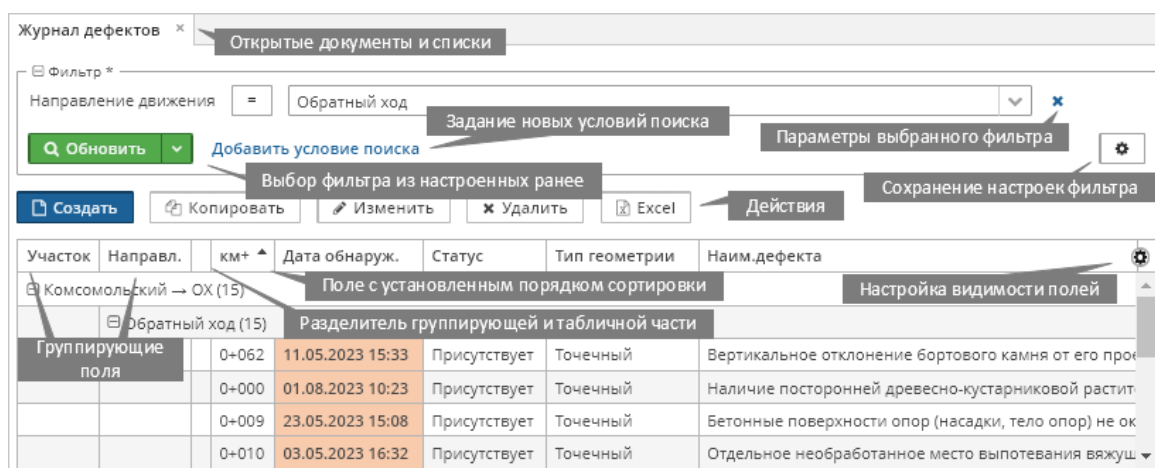 Журнал дефектов ×
Открытые документы и списки
Фильтр *
Направление движения = Обратный ход
Задание новых условий поиска
Параметры выбранного фильтра
Обновить Добавить условие поиска
Выбор фильтра из настроенных ранее
Сохранение настроек фильтра
Создать Копировать Изменить Удалить Excel
Действия
Участок Направл. км+ Дата обнаруж. Статус Тип геометрии Наим.дефекта
Комсомольский → ОХ (15)
Поле с установленным порядком сортировки
Настройка видимости полей
Обратный ход (15)
Разделитель группирующей и табличной части
Группирующие
поля
0+062 11.05.2023 15:33 Присутствует Точечный Вертикальное отклонение бортового камня от его прое
0+000 01.08.2023 10:23 Присутствует Точечный Наличие посторонней древесно-кустарниковой растит
0+009 23.05.2023 15:08 Присутствует Точечный Бетонные поверхности опор (насадки, тело опор) не ок
0+010 03.05.2023 16:32 Присутствует Точечный Отдельное необработанное место выпотевания вяжущ